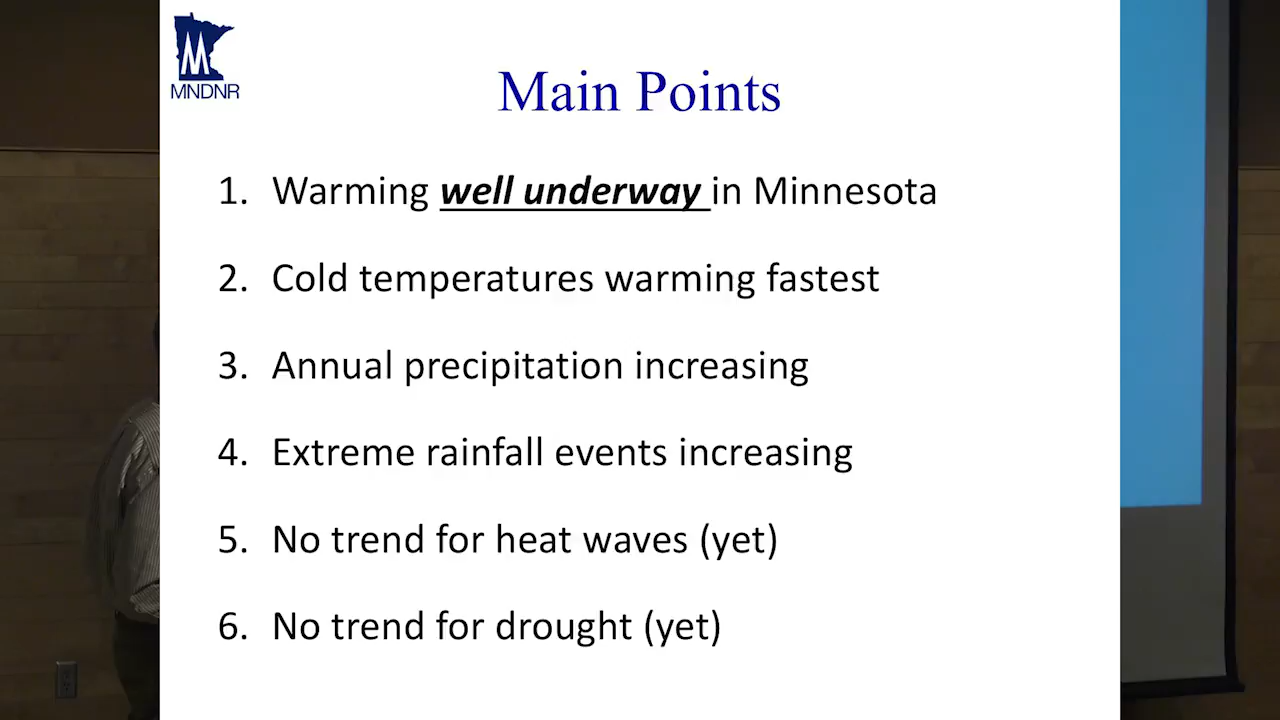 M
MNDNR
Main Points
1. Warming well underway in Minnesota
2. Cold temperatures warming fastest
3. Annual precipitation increasing
4. Extreme rainfall events increasing
5. No trend for heat waves (yet)
6. No trend for drought (yet)